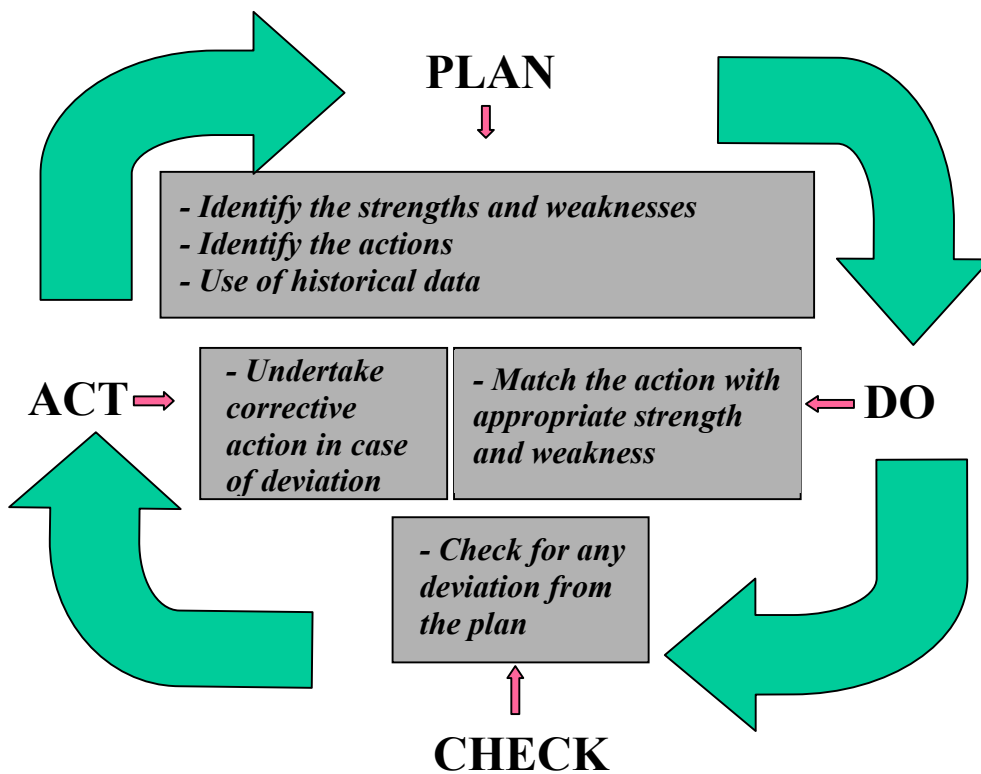 PLAN
- Identify the strengths and weaknesses
- Identify the actions
- Use of historical data
ACT
- Undertake
corrective
action in case
of deviation
- Match the action with
appropriate strength
and weakness
DO
- Check for any
deviation from
the plan
CHECK